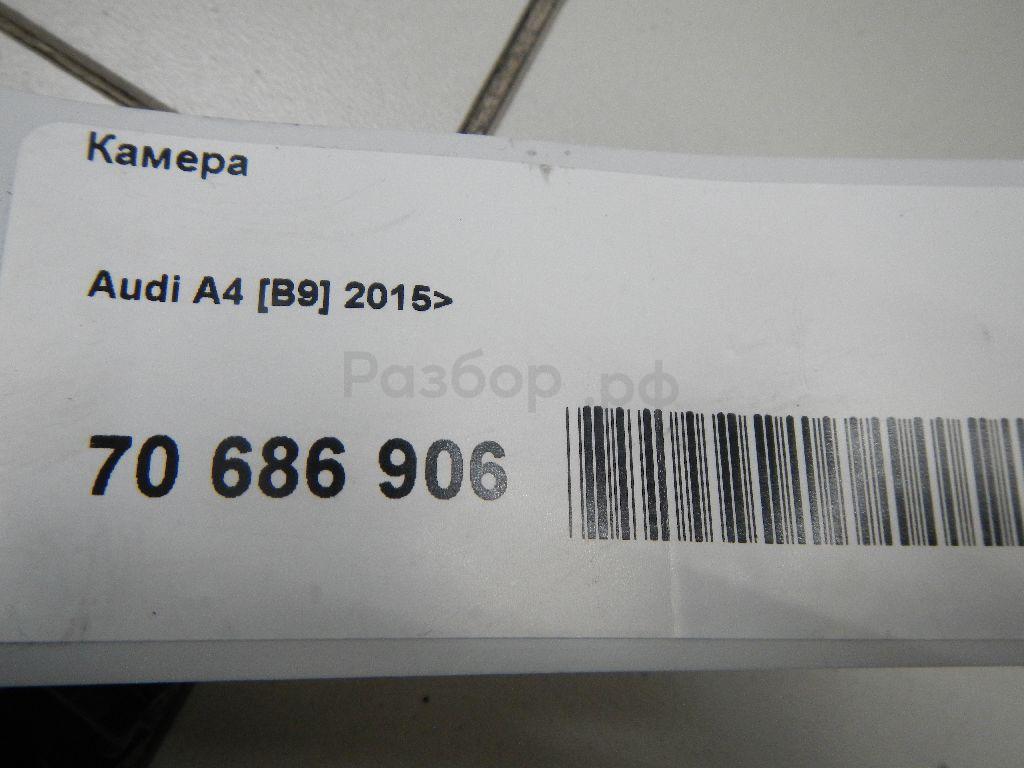 Камера
Audi A4 [B9] 2015>
Разбор.рф
70 686 906